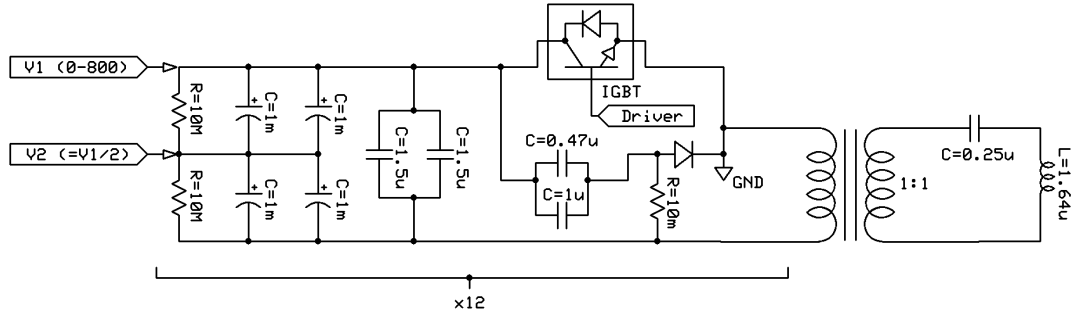 V1 (0-800)
IGBT
Driver
R=10M
C=1m
C=1m
C=1.5u
C=1.5u
V2 (=V1/2)
C=0.47u
C=1u
GND
R=10M
C=1m
C=1m
R=10m
1:1
C=0.25u
L=1.64u
x12